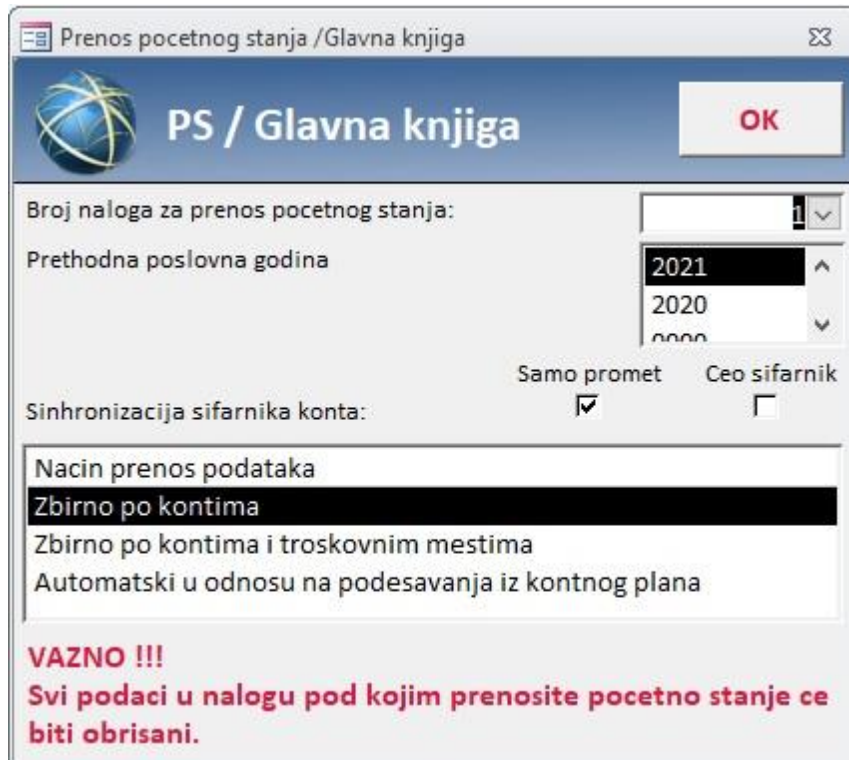 Prenos pocetnog stanja /Glavna knjiga
PS / Glavna knjiga
OK
Broj naloga za prenos pocetnog stanja:
1
Prethodna poslovna godina
2021
2020
Samo promet Ceo sifarnik
Sinhronizacija sifarnika konta:
Nacin prenos podataka
Zbirno po kontima
Zbirno po kontima i troskovnim mestima
Automatski u odnosu na podesavanja iz kontnog plana
VAZNO !!!
Svi podaci u nalogu pod kojim prenosite pocetno stanje ce
biti obrisani.